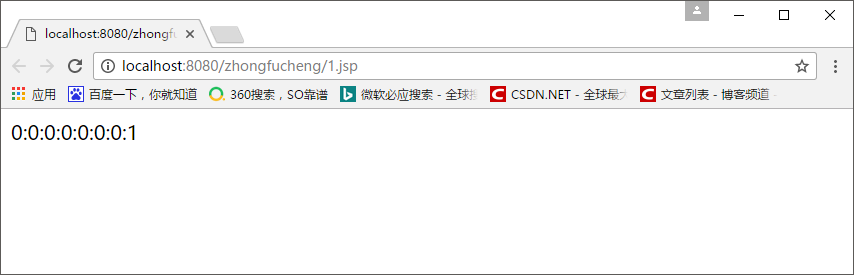 localhost:8080/zhongfu
localhost:8080/zhongfucheng/1.jsp
应用 百度一下，你就知道 360搜索，SO靠谱 微软必应搜索 - 全球搜 CSDN.NET - 全球最大 文章列表 - 博客频道 -
0:0:0:0:0:0:0:1